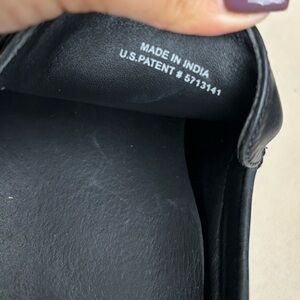 MADE IN INDIA
U.S.PATENT # 5713141